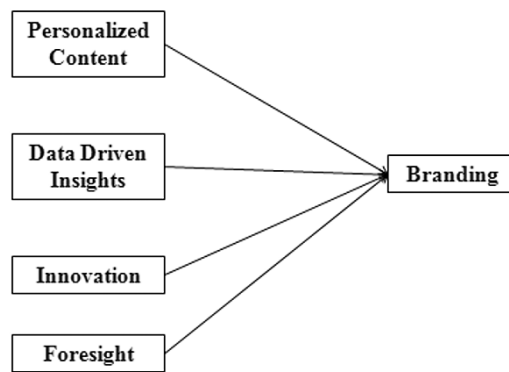 Personalized
Content
Data Driven
Insights
Branding
Innovation
Foresight